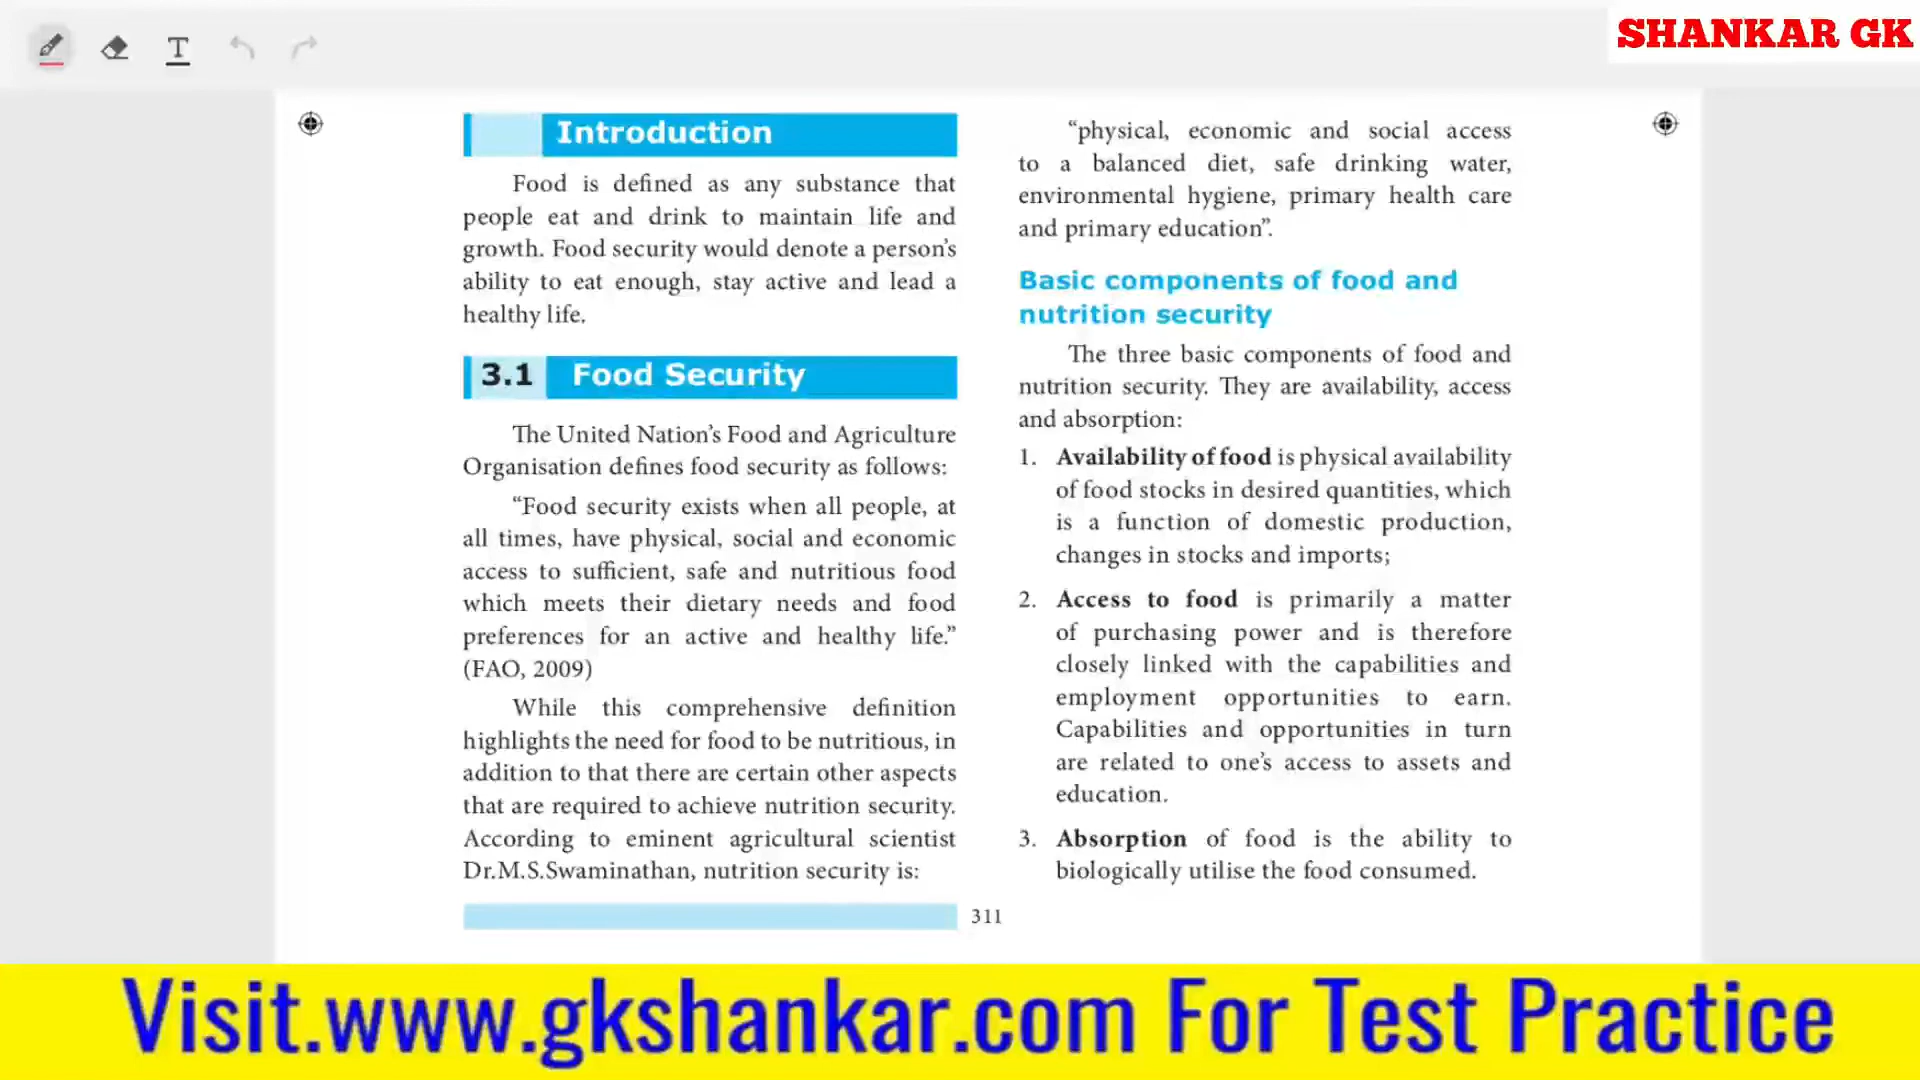 SHANKAR GK
Introduction
Food is defined as any substance that
people eat and drink to maintain life and
growth. Food security would denote a person’s
ability to eat enough, stay active and lead a
healthy life.
3.1 Food Security
The United Nation’s Food and Agriculture
Organisation defines food security as follows:
“Food security exists when all people, at
all times, have physical, social and economic
access to sufficient, safe and nutritious food
which meets their dietary needs and food
preferences for an active and healthy life.”
(FAO, 2009)
While this comprehensive definition
highlights the need for food to be nutritious, in
addition to that there are certain other aspects
that are required to achieve nutrition security.
According to eminent agricultural scientist
Dr.M.S.Swaminathan, nutrition security is:
“physical, economic and social access
to a balanced diet, safe drinking water,
environmental hygiene, primary health care
and primary education”.
Basic components of food and
nutrition security
The three basic components of food and
nutrition security. They are availability, access
and absorption:
1. Availability of food is physical availability
of food stocks in desired quantities, which
is a function of domestic production,
changes in stocks and imports;
2. Access to food is primarily a matter
of purchasing power and is therefore
closely linked with the capabilities and
employment opportunities to earn.
Capabilities and opportunities in turn
are related to one’s access to assets and
education.
3. Absorption of food is the ability to
biologically utilise the food consumed.
311
Visit.www.gkshankar.com For Test Practice